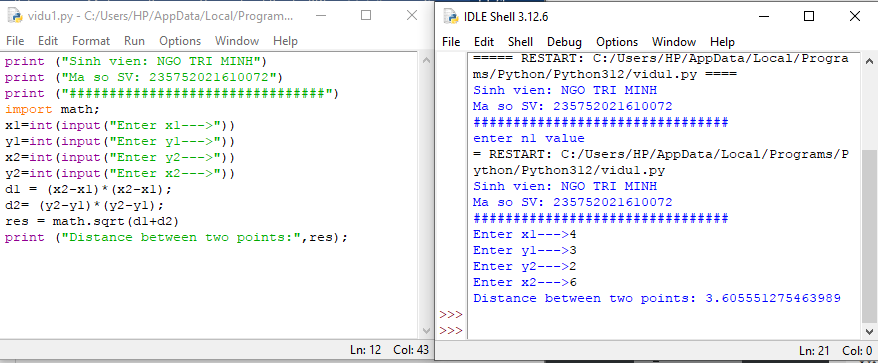 vidu1.py - C:/Users/HP/AppData/Local/Program...
File Edit Format Run Options Window Help
print ("Sinh vien: NGO TRI MINH")
print ("Ma so SV: 235752021610072")
print ("################################")
import math;
x1=int(input("Enter x1--->"))
y1=int(input("Enter y1--->"))
x2=int(input("Enter y2--->"))
y2=int(input("Enter x2--->"))
d1 = (x2-x1)*(x2-x1);
d2= (y2-y1)*(y2-y1);
res = math.sqrt(d1+d2)
print ("Distance between two points:",res);
Ln: 12 Col: 43
IDLE Shell 3.12.6
File Edit Shell Debug Options Window Help
===== RESTART: C:/Users/HP/AppData/Local/Progra
ms/Python/Python312/vidu1.py ====
Sinh vien: NGO TRI MINH
Ma so SV: 235752021610072
################################
enter n1 value
= RESTART: C:/Users/HP/AppData/Local/Programs/P
ython/Python312/vidu1.py
Sinh vien: NGO TRI MINH
Ma so SV: 235752021610072
################################
Enter x1--->4
Enter y1--->3
Enter y2--->2
Enter x2--->6
Distance between two points: 3.605551275463989
>>>
>>>
Ln: 21 Col: 0